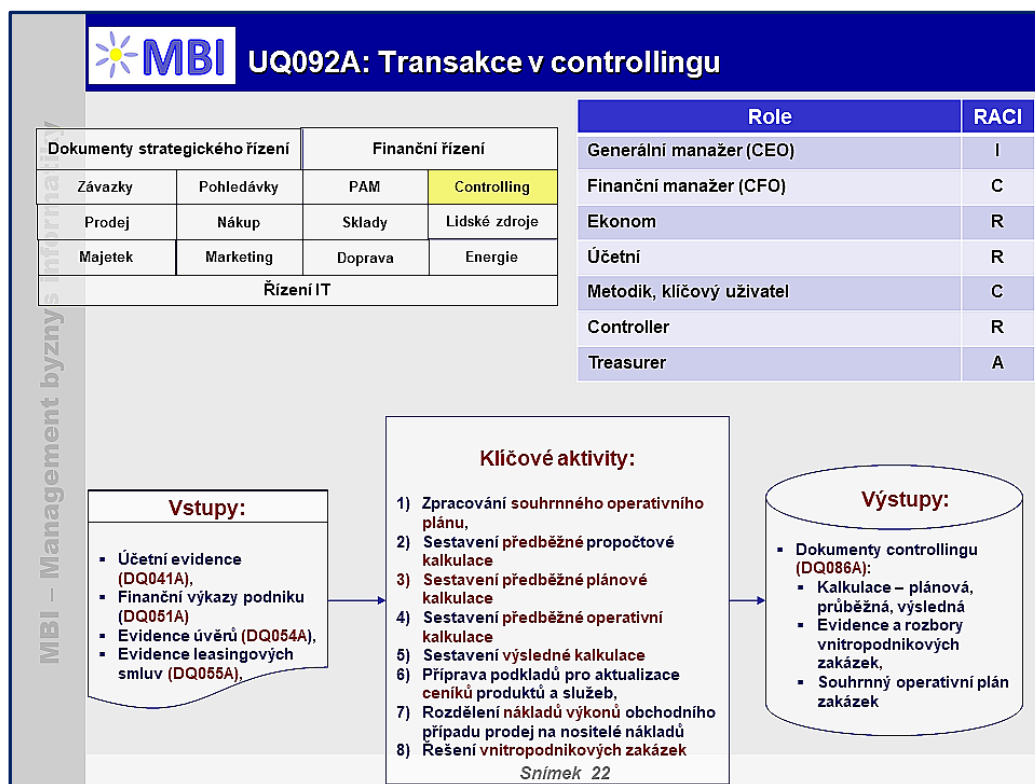 MBI
UQ092A: Transakce v controllingu
MBI – Management byznys informatiky
Dokumenty strategického řízení
Finanční řízení
Závazky
Pohledávky
PAM
Controlling
Prodej
Nákup
Sklady
Lidské zdroje
Majetek
Marketing
Doprava
Energie
Řízení IT
Role RACI
Generální manažer (CEO) I
Finanční manažer (CFO) C
Ekonom R
Účetní R
Metodik, klíčový uživatel C
Controller R
Treasurer A
Vstupy:
▪ Účetní evidence
(DQ041A),
▪ Finanční výkazy podniku
(DQ051A)
▪ Evidence úvěrů (DQ054A),
▪ Evidence leasingových
smluv (DQ055A),
Klíčové aktivity:
1) Zpracování souhrnného operativního
plánu,
2) Sestavení předběžné propočtové
kalkulace
3) Sestavení předběžné plánové
kalkulace
4) Sestavení předběžné operativní
kalkulace
5) Sestavení výsledné kalkulace
6) Příprava podkladů pro aktualizace
ceníků produktů a služeb,
7) Rozdělení nákladů výkonů obchodního
případu prodej na nositelé nákladů
8) Řešení vnitropodnikových zakázek
Výstupy:
▪ Dokumenty controllingu
(DQ086A):
▪ Kalkulace – plánová,
průběžná, výsledná
▪ Evidence a rozbory
vnitropodnikových
zakázek,
▪ Souhrnný operativní plán
zakázek
Snímek 22